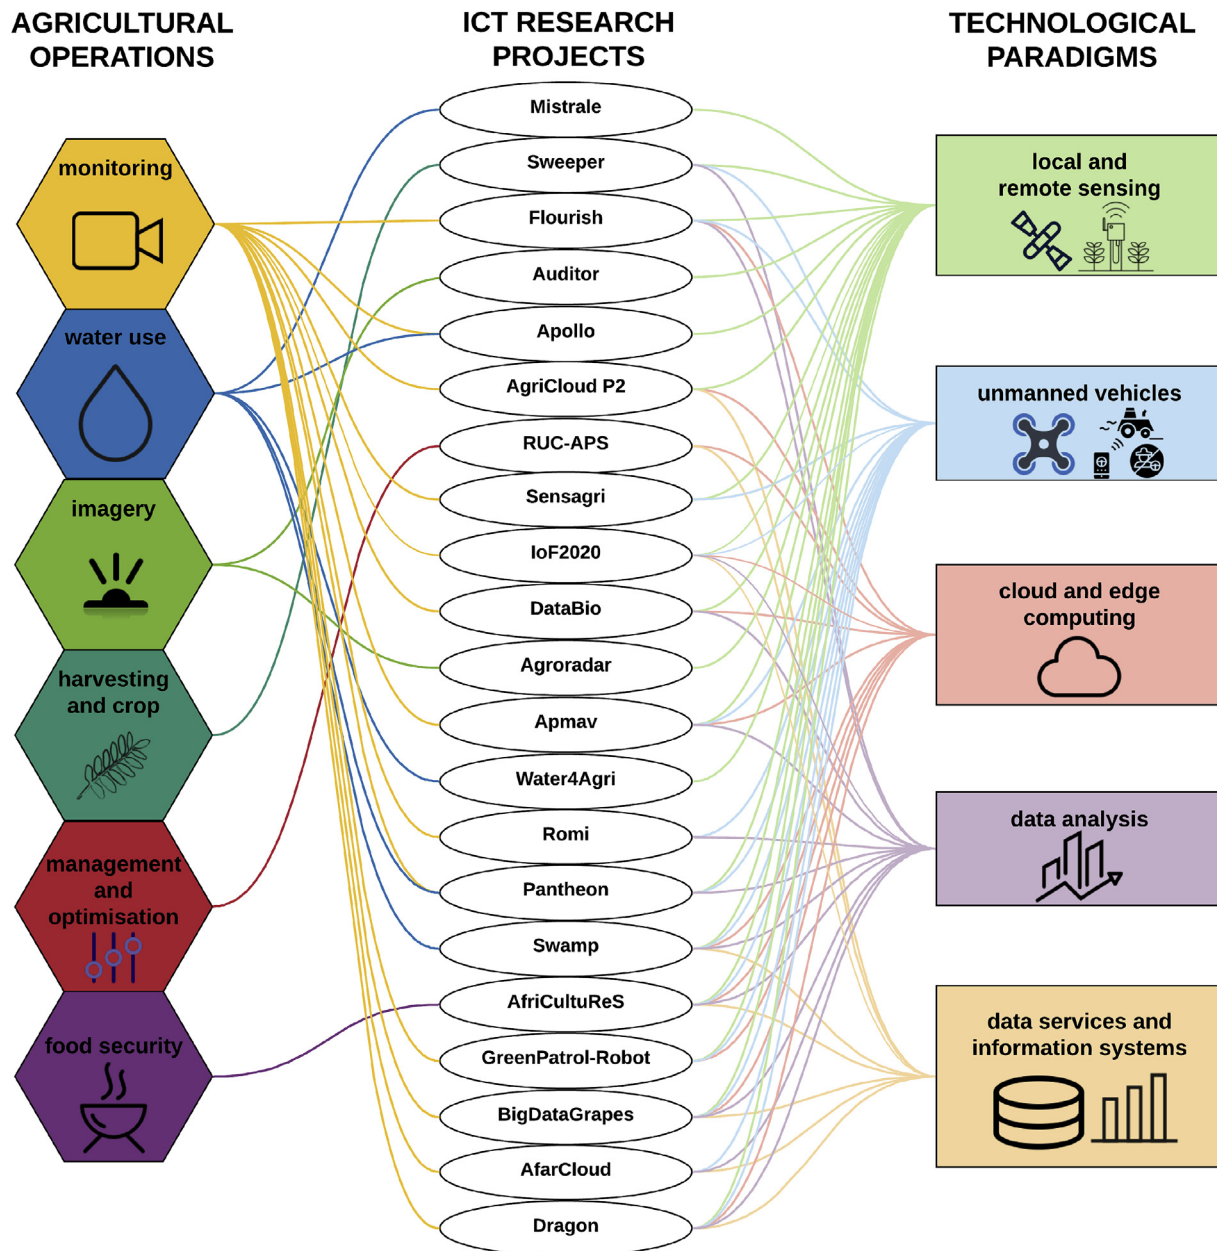 AGRICULTURAL
OPERATIONS
ICT RESEARCH
PROJECTS
TECHNOLOGICAL
PARADIGMS
monitoring
water use
imagery
harvesting
and crop
management
and
optimisation
food security
Mistrale
Sweeper
Flourish
Auditor
Apollo
AgriCloud P2
RUC-APS
Sensagri
IoF2020
DataBio
Agroradar
Apmav
Water4Agri
Romi
Pantheon
Swamp
AfriCultuReS
GreenPatrol-Robot
BigDataGrapes
AfarCloud
Dragon
local and
remote sensing
unmanned vehicles
cloud and edge
computing
data analysis
data services and
information systems